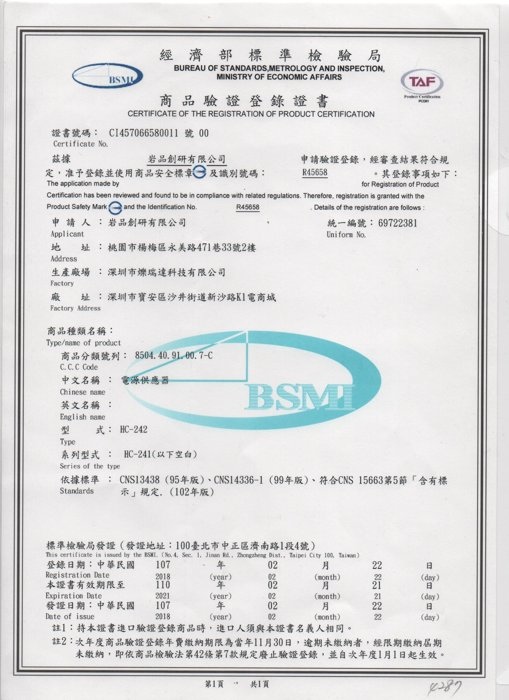 BSMI
經濟部標準檢驗局
BUREAU OF STANDARDS,METROLOGY AND INSPECTION,
MINISTRY OF ECONOMIC AFFAIRS
TAF
Product Certification
商品驗證登錄證書
CERTIFICATE OF THE REGISTRATION OF PRODUCT CERTIFICATION
證書號碼： CI457066580011 號 00
Certificate No.
茲據 岩品創研有限公司 申請驗證登錄，經審查結果符合規
定，准予登錄並使用商品安全標章 及識別號碼： R45658 。其登錄事項如下：
The application made by for Registration of Product
Certification has been reviewed and found to be in compliance with related regulations. Therefore, registration is granted with the
Product Safety Mark and the Identification No. R45658 . Details of the registration are follows :
申請人：岩品創研有限公司 統一編號：69722381
Applicant Uniform No.
地址：桃園市楊梅區永美路471巷33號2樓
Address
生產廠場：深圳市爍瑞達科技有限公司
Factory
廠址：深圳市寶安區沙井街道新沙路K1電商城
Factory Address
商品種類名稱：
Type/name of product
商品分類號列：8504.40.91.00.7-C
C.C.C Code
中文名稱：電源供應器
Chinese name
英文名稱：
English name
型式：HC-242
Type
系列型式：HC-241(以下空白)
Series of the type
BSMI
依據標準：CNS13438 (95年版)、CNS14336-1 (99年版)、符合CNS 15663第5節「含有標
Standards 示」規定. (102年版)
標準檢驗局發證（發證地址：100臺北市中正區濟南路1段4號）
This certificate is issued by the BSMI. (No.4, Sec. 1, Jinan Rd., Zhongzheng Dist., Taipei City 100, Taiwan)
登錄日期：中華民國 107 年 02 月 22 日
Registration Date 2018 (year) 02 (month) 22 (day)
本證書有效期限至 110 年 02 月 21 日
Expiration Date 2021 (year) 02 (month) 21 (day)
發證日期：中華民國 107 年 02 月 22 日
Date of issue 2018 (year) 02 (month) 22 (day)
註1：持本證書進口驗證登錄商品時，進口人須與本證書名義人相同。
註2：次年度商品驗證登錄年費繳納期限為當年11月30日，逾期未繳納者，經限期繳納屆期
未繳納，即依商品檢驗法第42條第7款規定廢止驗證登錄，並自次年度1月1日起生效。
第1頁 ， 共1頁